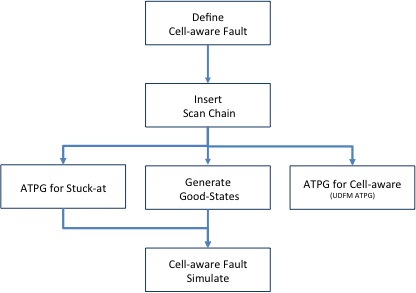 Define
Cell-aware Fault
Insert
Scan Chain
ATPG for Stuck-at
Generate
Good-States
ATPG for Cell-aware
(UDFM ATPG)
Cell-aware Fault
Simulate